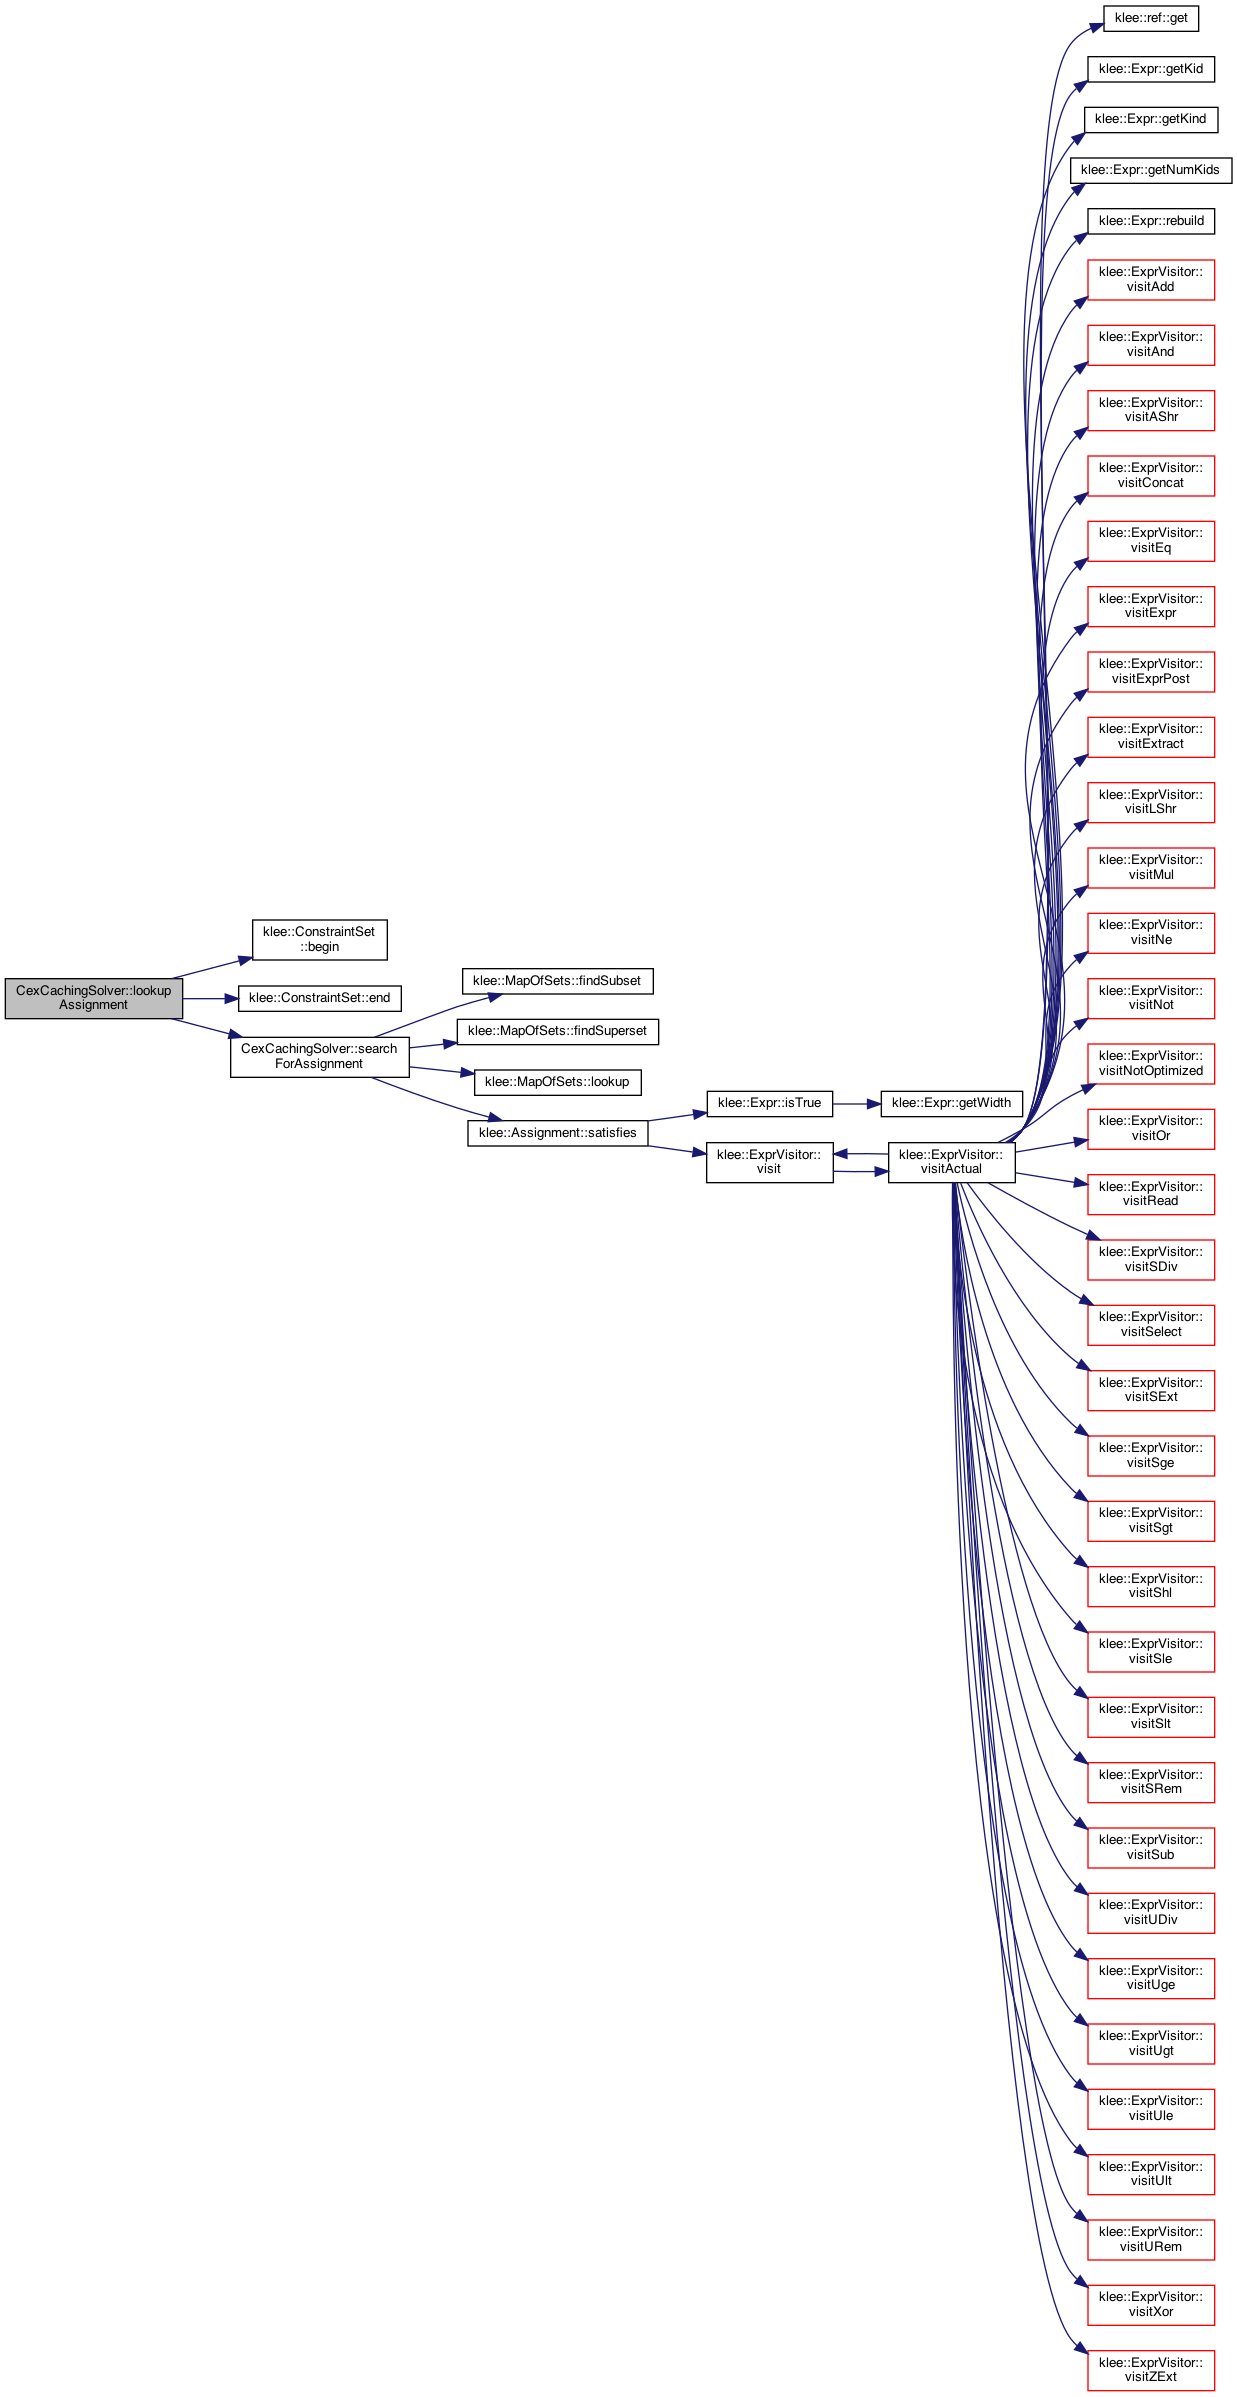 CexCachingSolver::lookup
Assignment
klee::ConstraintSet
::begin
klee::ConstraintSet::end
CexCachingSolver::search
ForAssignment
klee::MapOfSets::findSubset
klee::MapOfSets::findSuperset
klee::MapOfSets::lookup
klee::Assignment::satisfies
klee::Expr::isTrue
klee::ExprVisitor::
visit
klee::Expr::getWidth
klee::ExprVisitor::
visitActual
klee::ref::get
klee::Expr::getKid
klee::Expr::getKind
klee::Expr::getNumKids
klee::Expr::rebuild
klee::ExprVisitor::
visitAdd
klee::ExprVisitor::
visitAnd
klee::ExprVisitor::
visitAShr
klee::ExprVisitor::
visitConcat
klee::ExprVisitor::
visitEq
klee::ExprVisitor::
visitExpr
klee::ExprVisitor::
visitExprPost
klee::ExprVisitor::
visitExtract
klee::ExprVisitor::
visitLShr
klee::ExprVisitor::
visitMul
klee::ExprVisitor::
visitNe
klee::ExprVisitor::
visitNot
klee::ExprVisitor::
visitNotOptimized
klee::ExprVisitor::
visitOr
klee::ExprVisitor::
visitRead
klee::ExprVisitor::
visitSDiv
klee::ExprVisitor::
visitSelect
klee::ExprVisitor::
visitSExt
klee::ExprVisitor::
visitSge
klee::ExprVisitor::
visitSgt
klee::ExprVisitor::
visitShl
klee::ExprVisitor::
visitSle
klee::ExprVisitor::
visitSlt
klee::ExprVisitor::
visitSRem
klee::ExprVisitor::
visitSub
klee::ExprVisitor::
visitUDiv
klee::ExprVisitor::
visitUge
klee::ExprVisitor::
visitUgt
klee::ExprVisitor::
visitUle
klee::ExprVisitor::
visitUlt
klee::ExprVisitor::
visitURem
klee::ExprVisitor::
visitXor
klee::ExprVisitor::
visitZExt